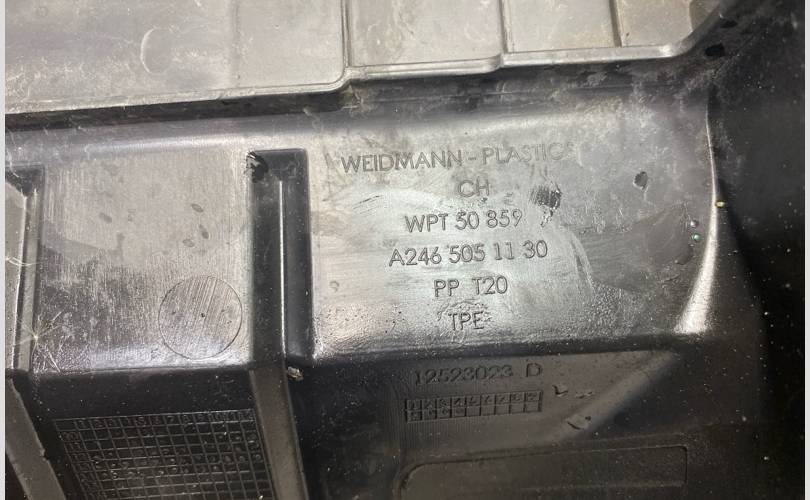 WEIDMANN - PLASTICS
CH
WPT 50 859
A246 505 11 30
PP T20
TPE
12523023 D